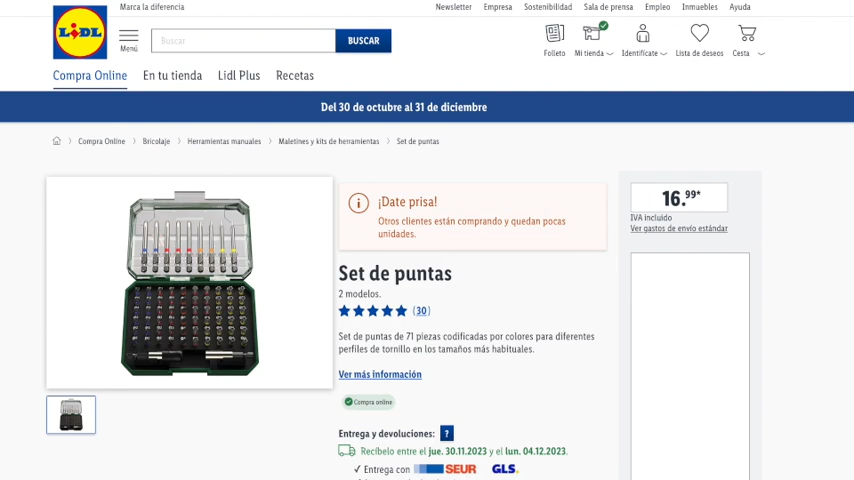 Marca la diferencia
Newsletter Empresa Sostenibilidad Sala de prensa Empleo Inmuebles Ayuda
LIDL
Menú
Buscar
BUSCAR
Folleto Mi tienda Identifícate Lista de deseos Cesta
Compra Online En tu tienda Lidl Plus Recetas
Del 30 de octubre al 31 de diciembre
Compra Online Bricolaje Herramientas manuales Maletines y kits de herramientas Set de puntas
¡Date prisa!
Otros clientes están comprando y quedan pocas
unidades.
16.99*
IVA incluido
Ver gastos de envío estándar
Set de puntas
2 modelos.
(30)
Set de puntas de 71 piezas codificadas por colores para diferentes
perfiles de tornillo en los tamaños más habituales.
Ver más información
Compra online
Entrega y devoluciones: ?
Recíbelo entre el jue. 30.11.2023 y el lun. 04.12.2023.
✓ Entrega con SEUR GLS.